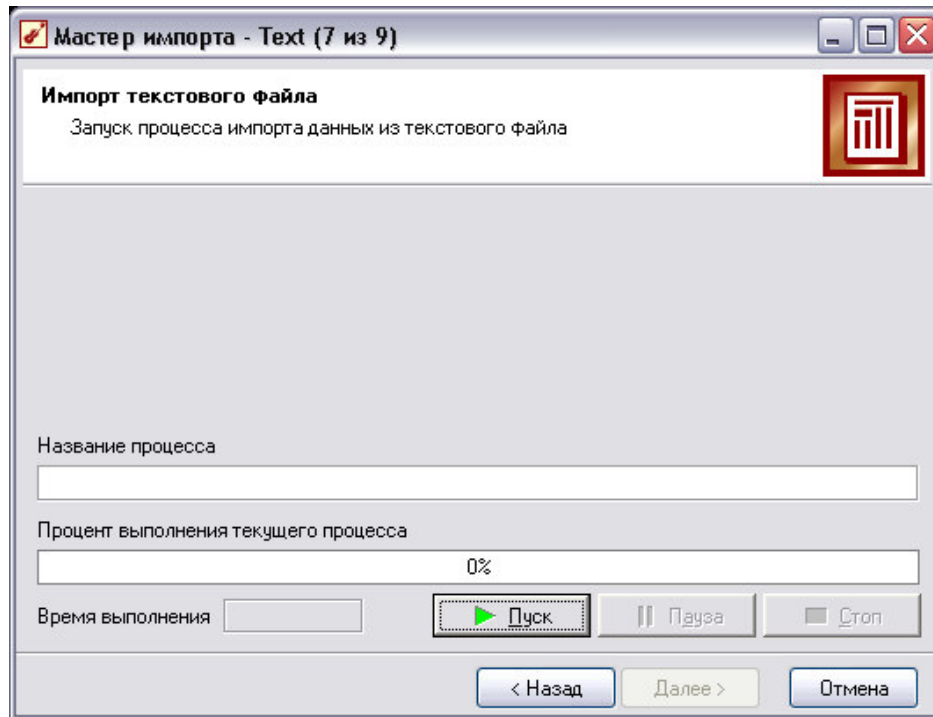 Мастер импорта - Text (7 из 9)
Импорт текстового файла
Запуск процесса импорта данных из текстового файла
Название процесса
Процент выполнения текущего процесса
0%
Время выполнения
Пуск
Пауза
Стоп
< Назад
Далее >
Отмена